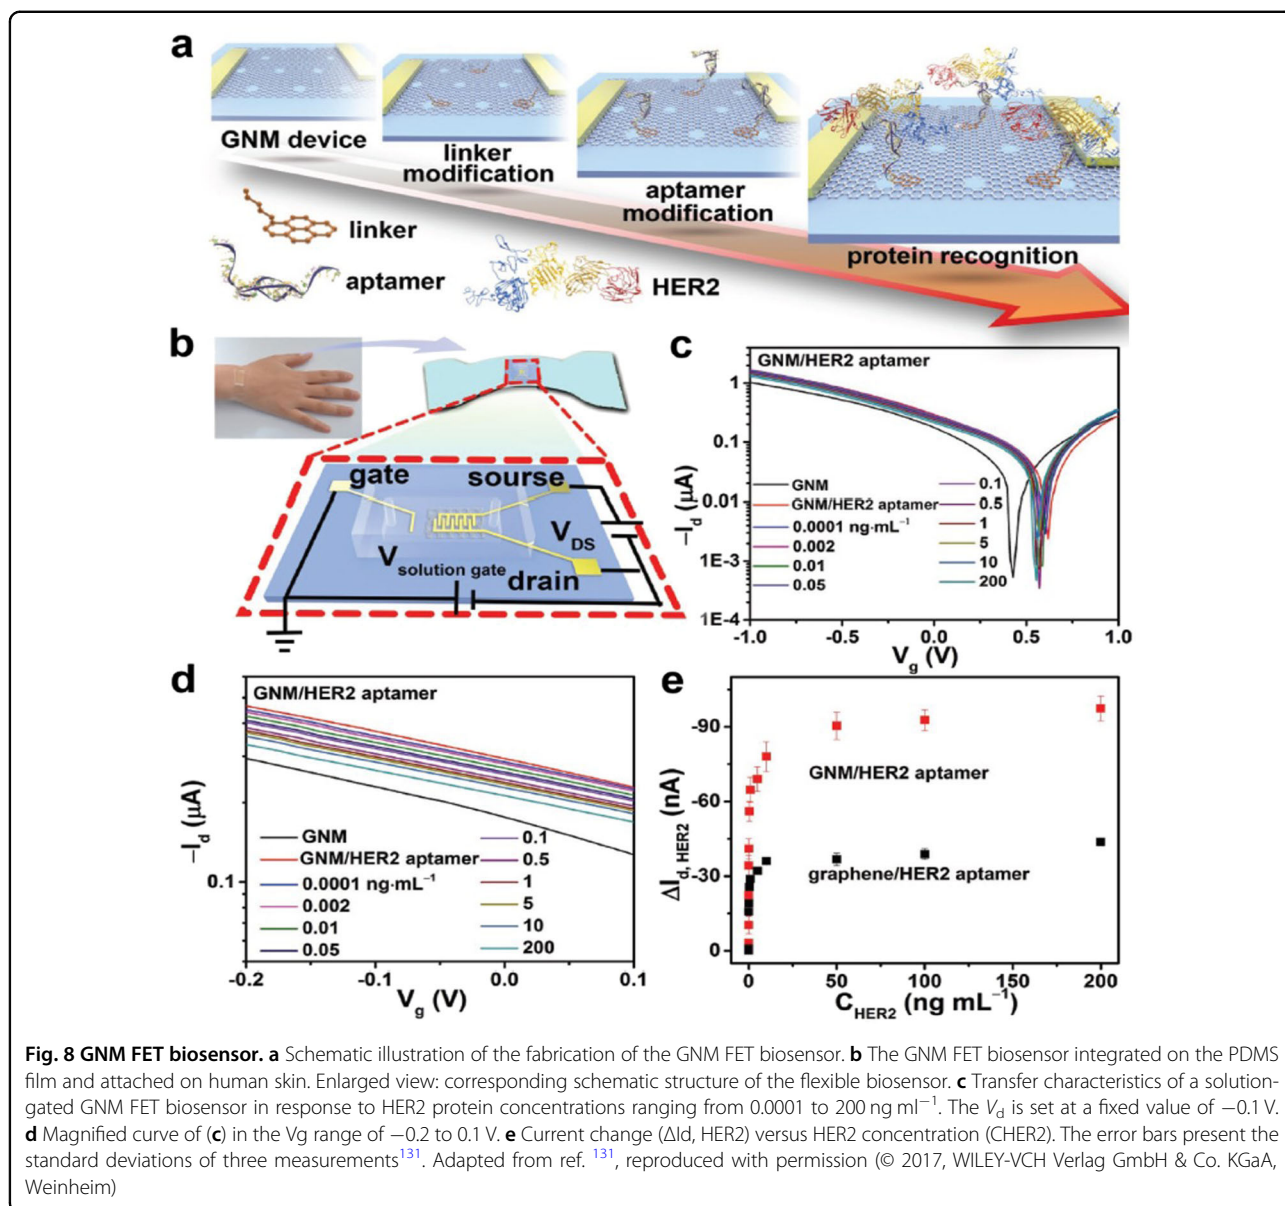 a
GNM device
linker
modification
aptamer
modification
protein recognition
linker
aptamer
HER2
b
gate
sourse
V DS
V solution gate
drain
c
GNM/HER2 aptamer
1
0.1
0.01
1E-3
1E-4
−I_d (μA)
GNM
GNM/HER2 aptamer
0.0001 ng·mL⁻¹
0.002
0.01
0.05
0.1
0.5
1
5
10
200
-1.0
-0.5
0.0
0.5
1.0
V_g (V)
d
GNM/HER2 aptamer
−I_d (μA)
0.1
GNM
GNM/HER2 aptamer
0.0001 ng·mL⁻¹
0.002
0.01
0.05
0.1
0.5
1
5
10
200
-0.2
-0.1
0.0
0.1
V_g (V)
e
ΔI_d, HER2 (nA)
-90
-60
-30
0
GNM/HER2 aptamer
graphene/HER2 aptamer
0
50
100
150
200
C_HER2 (ng mL⁻¹)
Fig. 8 GNM FET biosensor. a Schematic illustration of the fabrication of the GNM FET biosensor. b The GNM FET biosensor integrated on the PDMS
film and attached on human skin. Enlarged view: corresponding schematic structure of the flexible biosensor. c Transfer characteristics of a solution-
gated GNM FET biosensor in response to HER2 protein concentrations ranging from 0.0001 to 200 ng ml⁻¹. The V_d is set at a fixed value of −0.1 V.
d Magnified curve of (c) in the Vg range of −0.2 to 0.1 V. e Current change (ΔId, HER2) versus HER2 concentration (CHER2). The error bars present the
standard deviations of three measurements¹³¹. Adapted from ref. ¹³¹, reproduced with permission (© 2017, WILEY-VCH Verlag GmbH & Co. KGaA,
Weinheim)